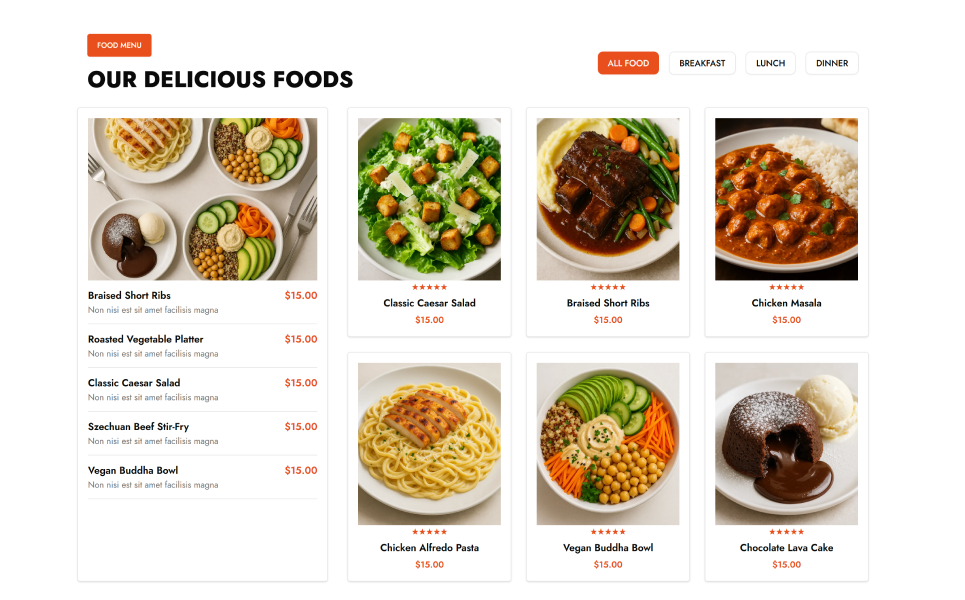 FOOD MENU
OUR DELICIOUS FOODS
ALL FOOD
BREAKFAST
LUNCH
DINNER
Braised Short Ribs $15.00
Non nisi est sit amet facilisis magna
Roasted Vegetable Platter $15.00
Non nisi est sit amet facilisis magna
Classic Caesar Salad $15.00
Non nisi est sit amet facilisis magna
Szechuan Beef Stir-Fry $15.00
Non nisi est sit amet facilisis magna
Vegan Buddha Bowl $15.00
Non nisi est sit amet facilisis magna
Classic Caesar Salad
$15.00
Braised Short Ribs
$15.00
Chicken Masala
$15.00
Chicken Alfredo Pasta
$15.00
Vegan Buddha Bowl
$15.00
Chocolate Lava Cake
$15.00